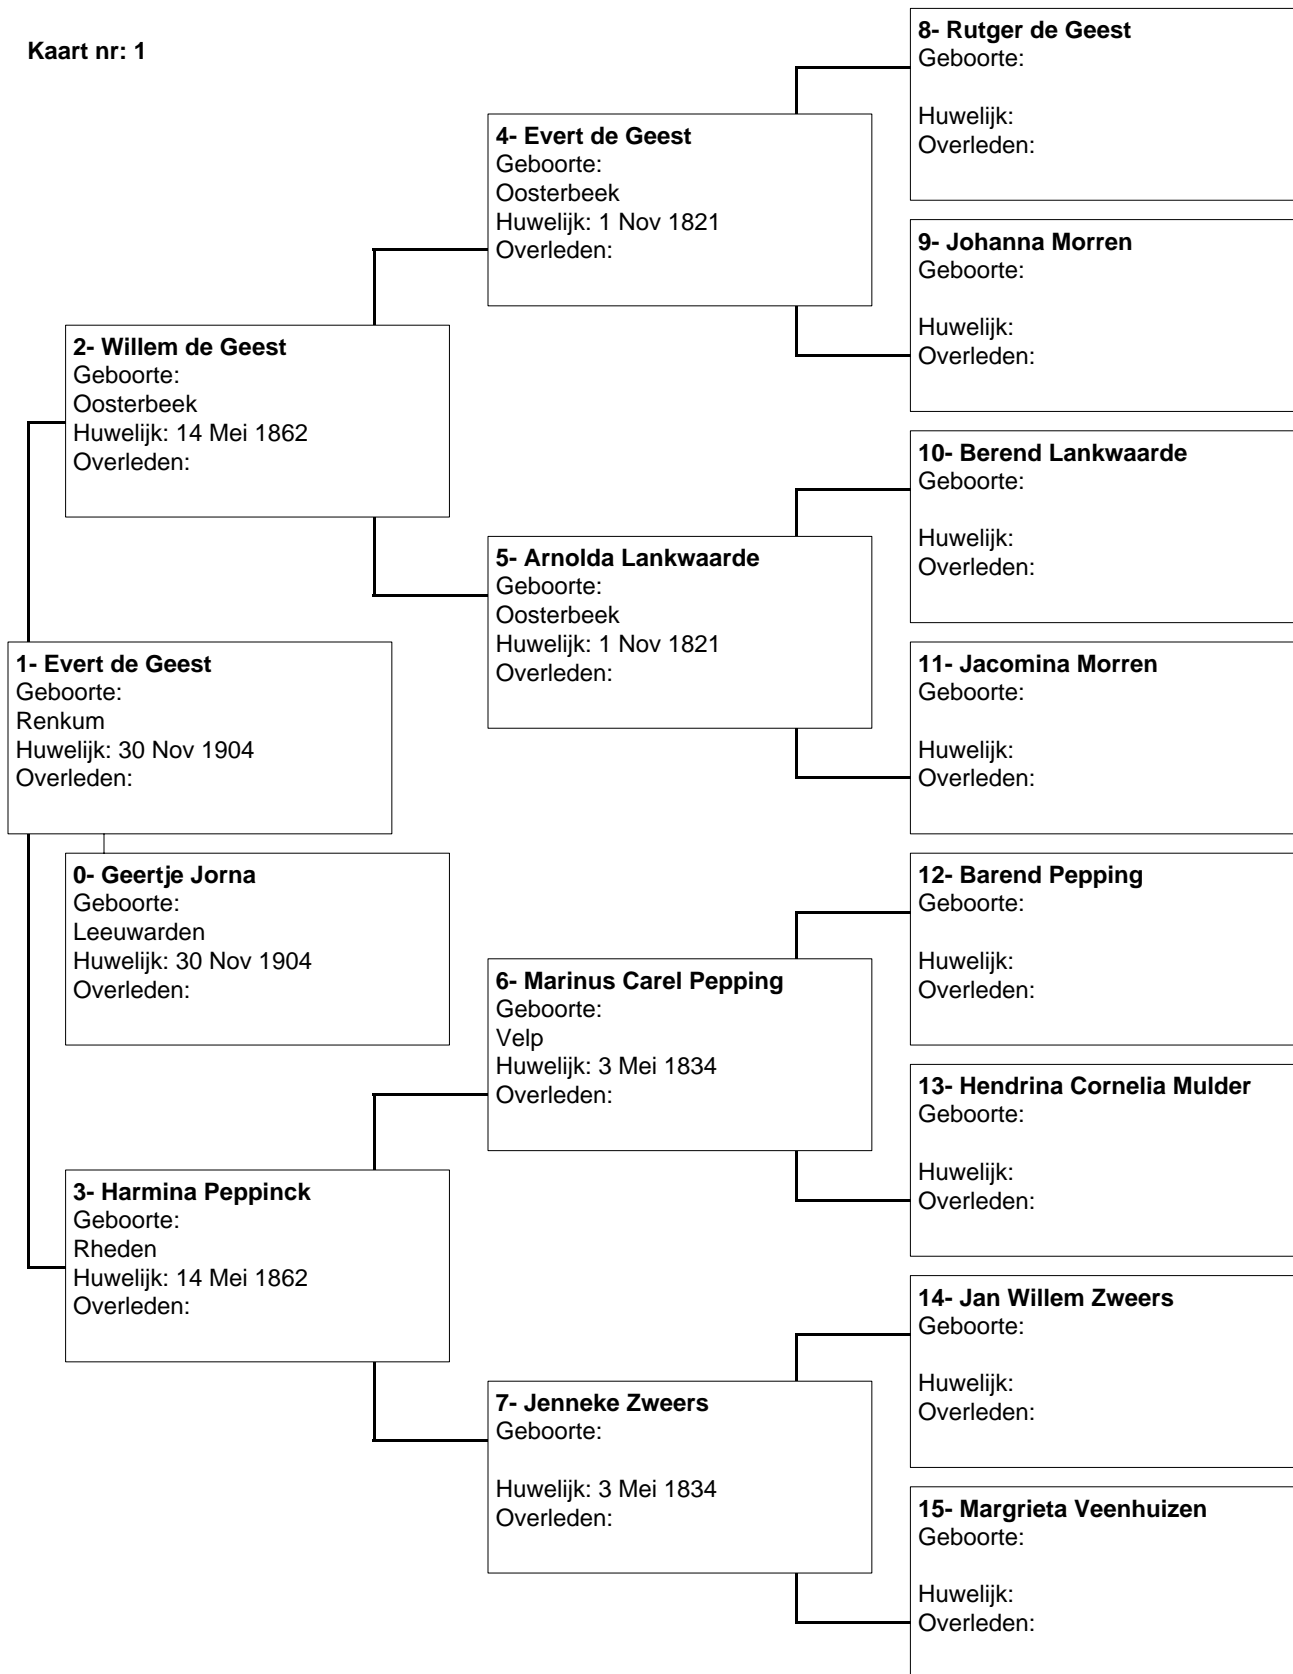 Kaart nr: 1
8- Rutger de Geest
Geboorte:
Huwelijk:
Overleden:
4- Evert de Geest
Geboorte:
Oosterbeek
Huwelijk: 1 Nov 1821
Overleden:
9- Johanna Morren
Geboorte:
Huwelijk:
Overleden:
2- Willem de Geest
Geboorte:
Oosterbeek
Huwelijk: 14 Mei 1862
Overleden:
10- Berend Lankwaarde
Geboorte:
Huwelijk:
Overleden:
5- Arnolda Lankwaarde
Geboorte:
Oosterbeek
Huwelijk: 1 Nov 1821
Overleden:
1- Evert de Geest
Geboorte:
Renkum
Huwelijk: 30 Nov 1904
Overleden:
11- Jacomina Morren
Geboorte:
Huwelijk:
Overleden:
0- Geertje Jorna
Geboorte:
Leeuwarden
Huwelijk: 30 Nov 1904
Overleden:
12- Barend Pepping
Geboorte:
Huwelijk:
Overleden:
6- Marinus Carel Pepping
Geboorte:
Velp
Huwelijk: 3 Mei 1834
Overleden:
13- Hendrina Cornelia Mulder
Geboorte:
Huwelijk:
Overleden:
3- Harmina Peppinck
Geboorte:
Rheden
Huwelijk: 14 Mei 1862
Overleden:
14- Jan Willem Zweers
Geboorte:
Huwelijk:
Overleden:
7- Jenneke Zweers
Geboorte:
Huwelijk: 3 Mei 1834
Overleden:
15- Margrieta Veenhuizen
Geboorte:
Huwelijk:
Overleden: